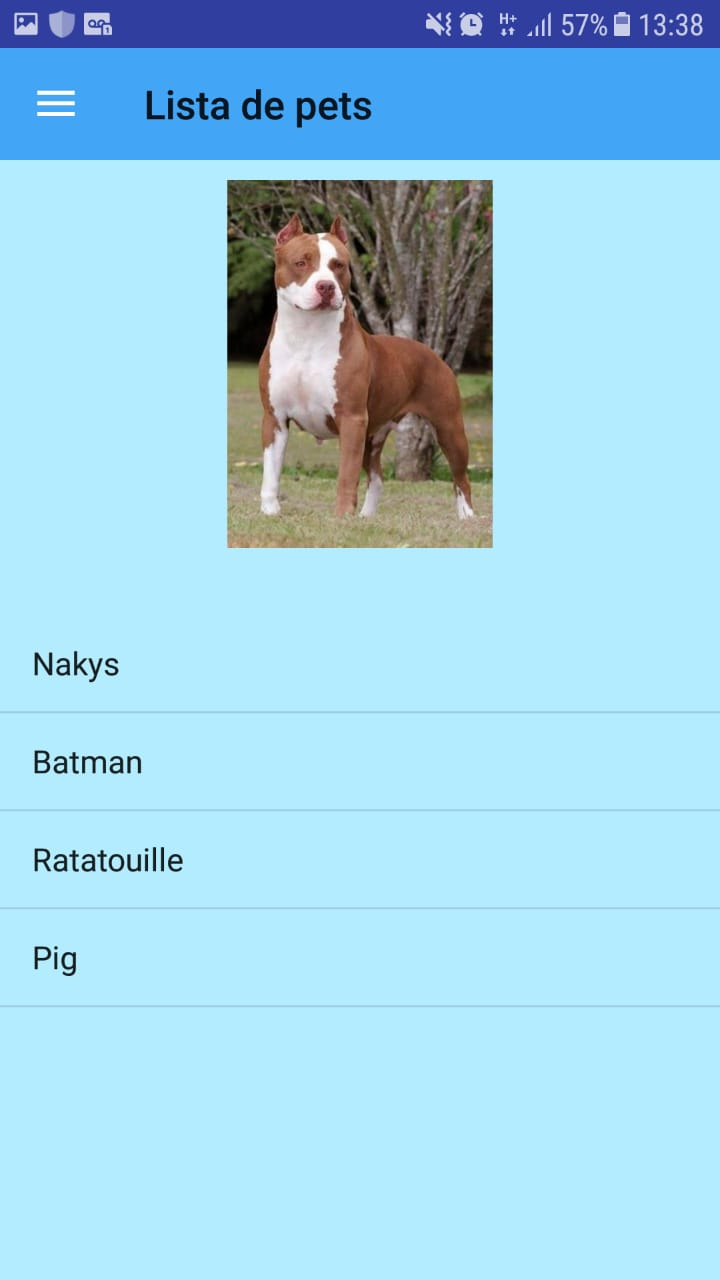 H+ 57% 13:38
Lista de pets
Nakys
Batman
Ratatouille
Pig